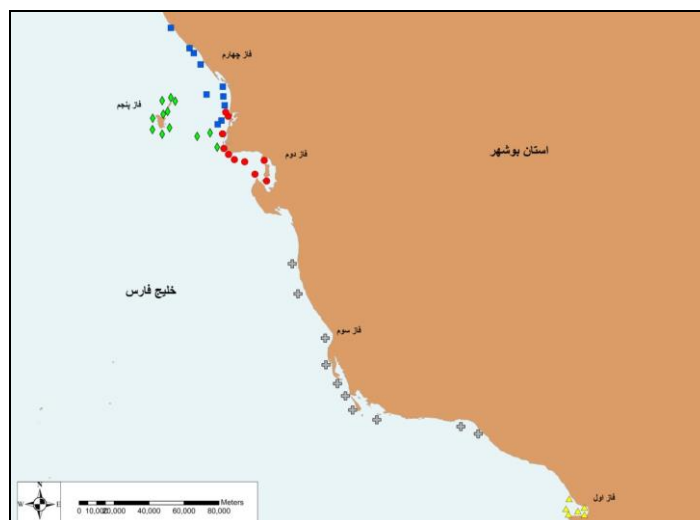 فاز چهارم
فاز پنجم
فاز دوم
استان بوشهر
خلیج فارس
فاز سوم
فاز اول
N
W E
S
Meters
0 10,000 20,000 40,000 60,000 80,000